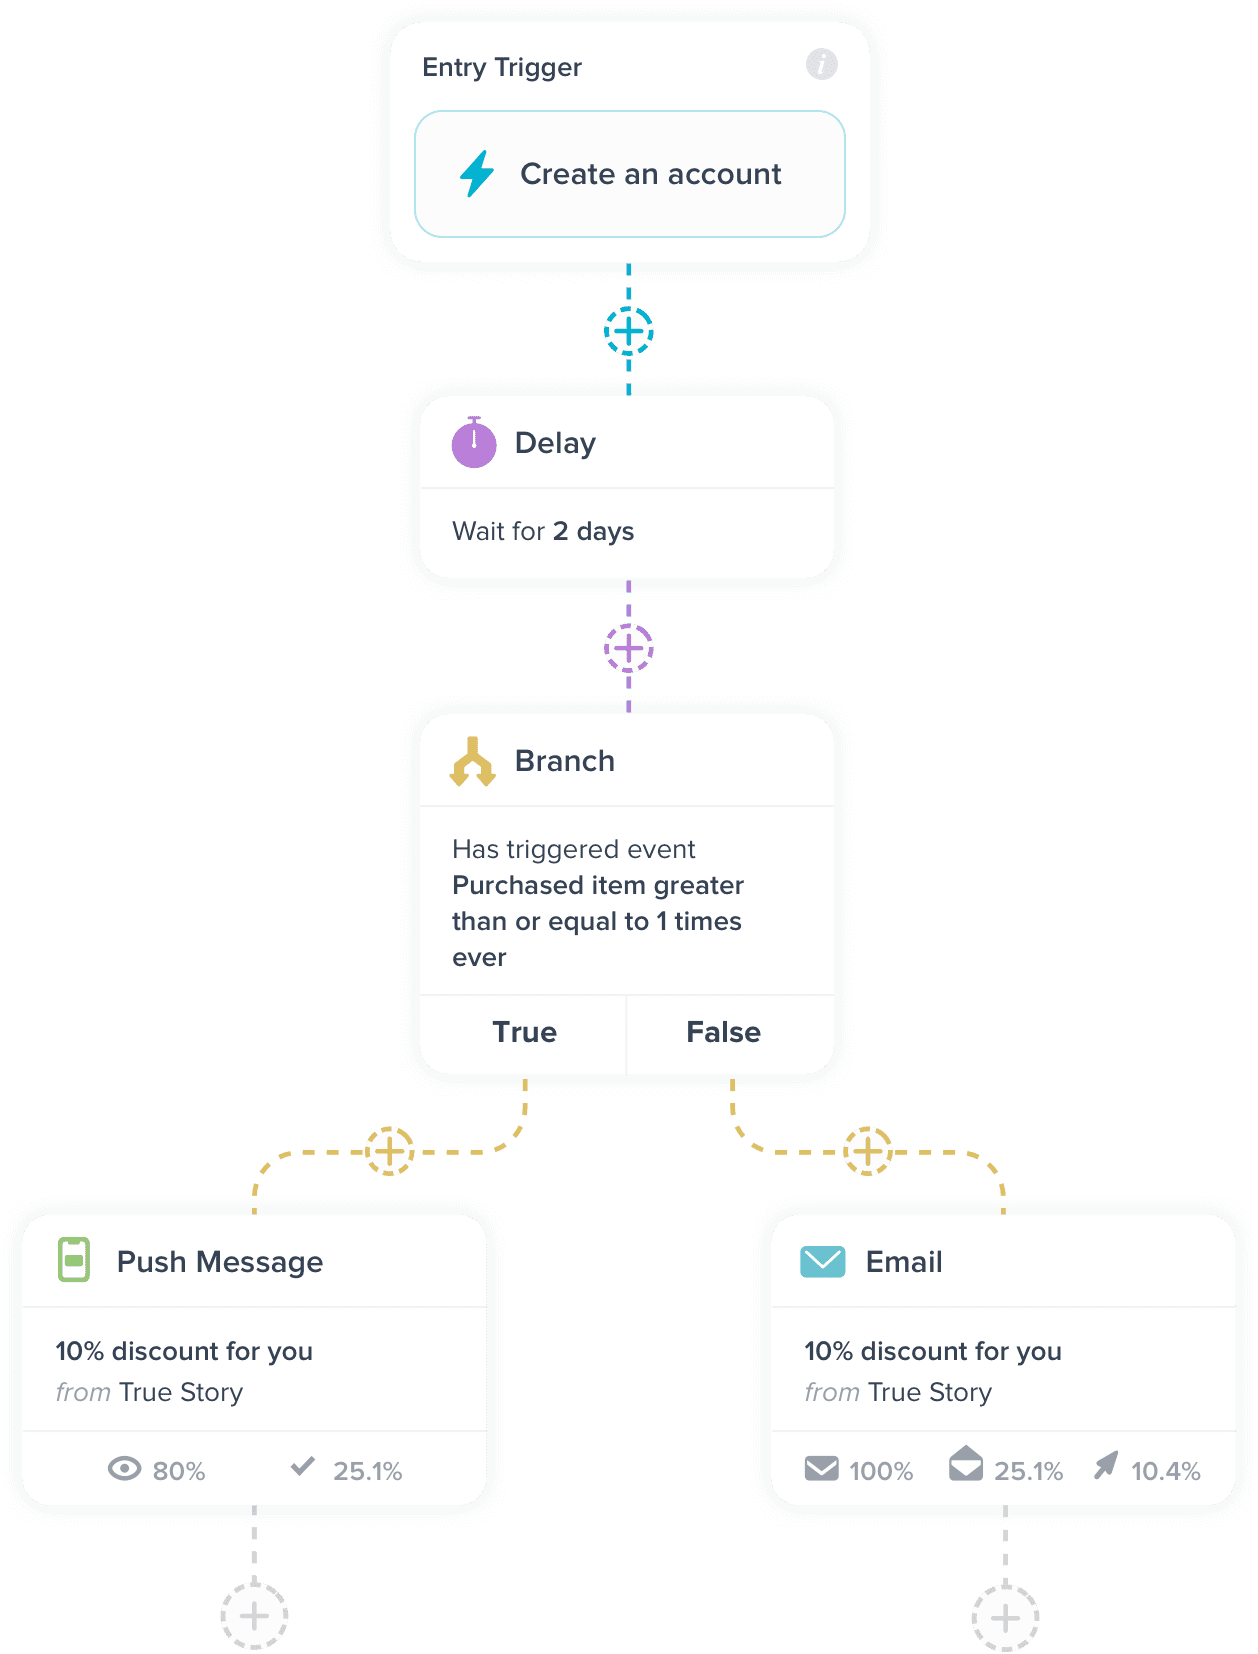 Entry Trigger
i
Create an account
Delay
Wait for 2 days
Branch
Has triggered event
Purchased item greater
than or equal to 1 times
ever
True
False
Push Message
10% discount for you
from True Story
80%
25.1%
Email
10% discount for you
from True Story
100%
25.1%
10.4%